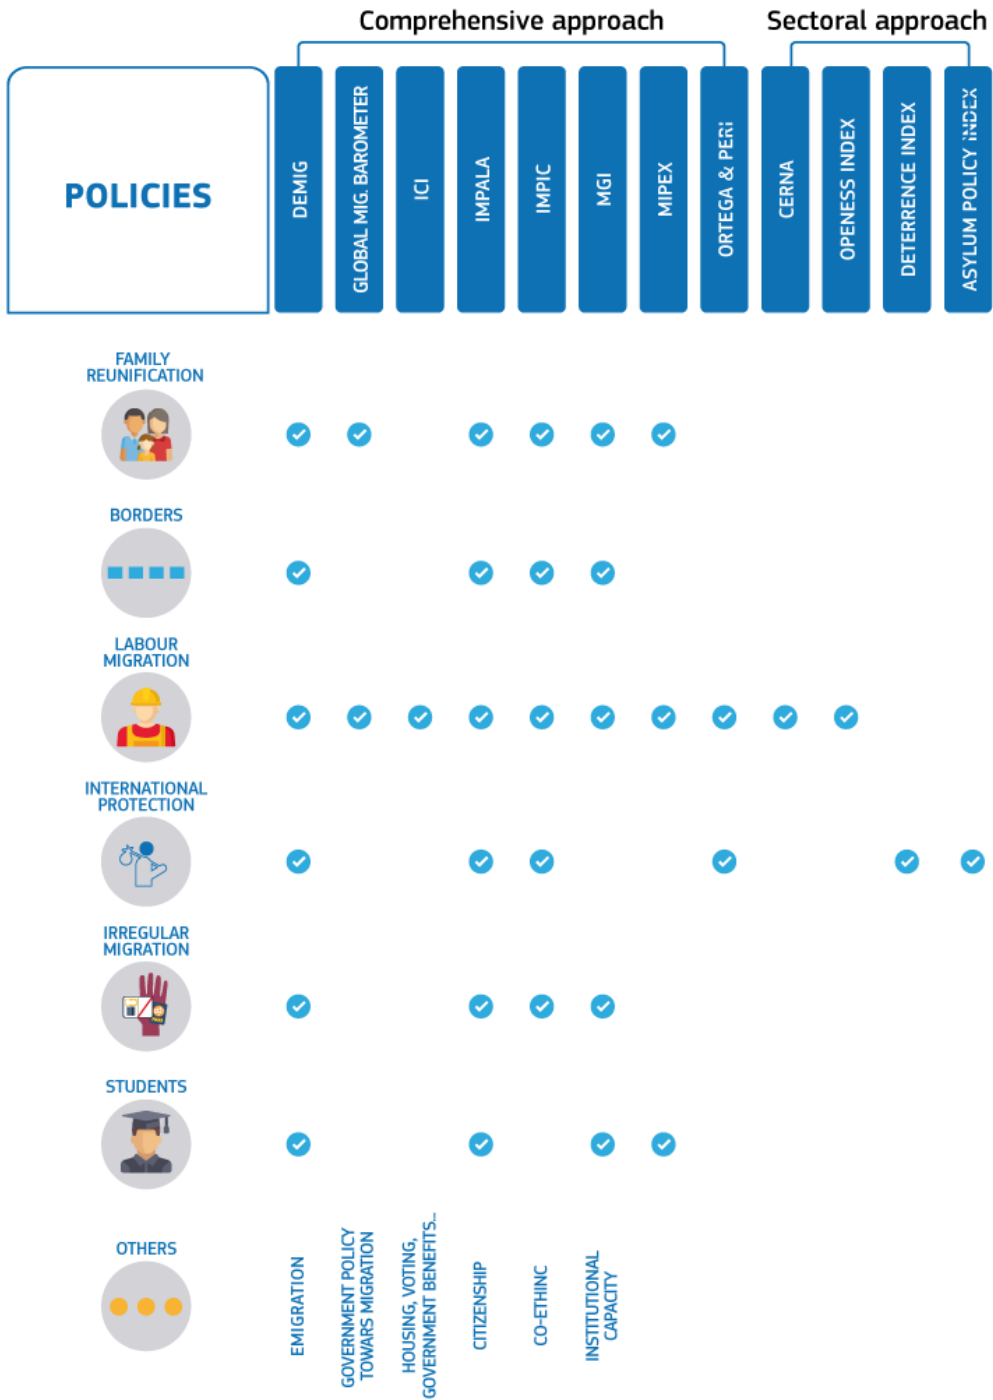 Comprehensive approach
Sectoral approach
POLICIES
DEMIG
GLOBAL MIG. BAROMETER
ICI
IMPALA
IMPIC
MGI
MIPEX
ORTEGA & PERI
CERNA
OPENESS INDEX
DETERRENCE INDEX
ASYLUM POLICY INDEX
FAMILY
REUNIFICATION
BORDERS
LABOUR
MIGRATION
INTERNATIONAL
PROTECTION
IRREGULAR
MIGRATION
STUDENTS
OTHERS
EMIGRATION
GOVERNMENT POLICY
TOWARS MIGRATION
HOUSING, VOTING,
GOVERNMENT BENEFITS...
CITIZENSHIP
CO-ETHINC
INSTITUTIONAL
CAPACITY